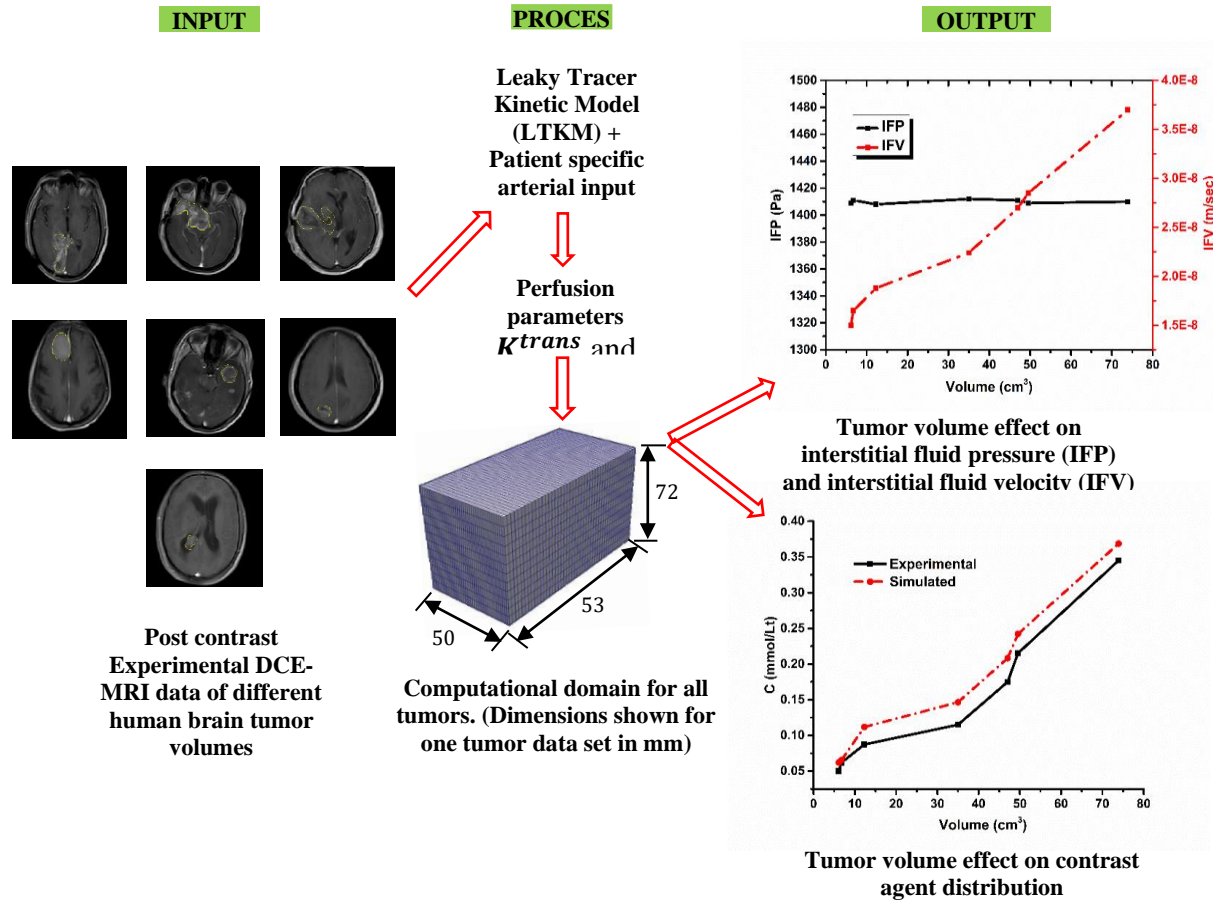 INPUT
PROCES
OUTPUT
Post contrast
Experimental DCE-
MRI data of different
human brain tumor
volumes
Leaky Tracer
Kinetic Model
(LTKM) +
Patient specific
arterial input
Perfusion
parameters
K^trans and
72
53
50
Computational domain for all
tumors. (Dimensions shown for
one tumor data set in mm)
1500
1480
1460
1440
1420
1400
1380
1360
1340
1320
1300
IFP (Pa)
IFP
IFV
4.0E-8
3.5E-8
3.0E-8
2.5E-8
2.0E-8
1.5E-8
IFV (m/sec)
0 10 20 30 40 50 60 70 80
Volume (cm³)
Tumor volume effect on
interstitial fluid pressure (IFP)
and interstitial fluid velocity (IFV)
0.40
0.35
0.30
0.25
0.20
0.15
0.10
0.05
C (mmol/Lt)
Experimental
Simulated
0 10 20 30 40 50 60 70 80
Volume (cm³)
Tumor volume effect on contrast
agent distribution